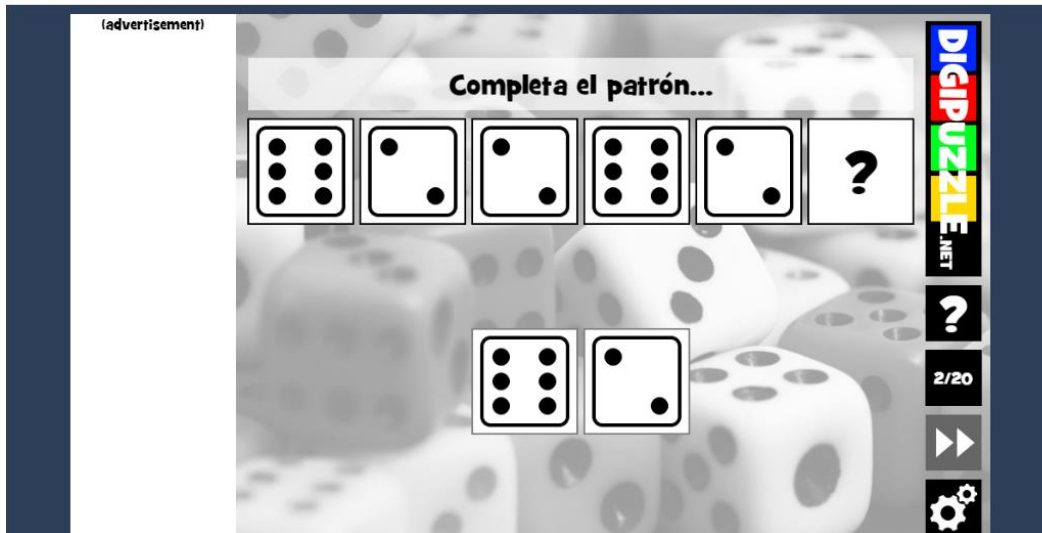 (advertisement)
Completa el patrón...
?
DIGIPUZZLE.NET
?
2/20